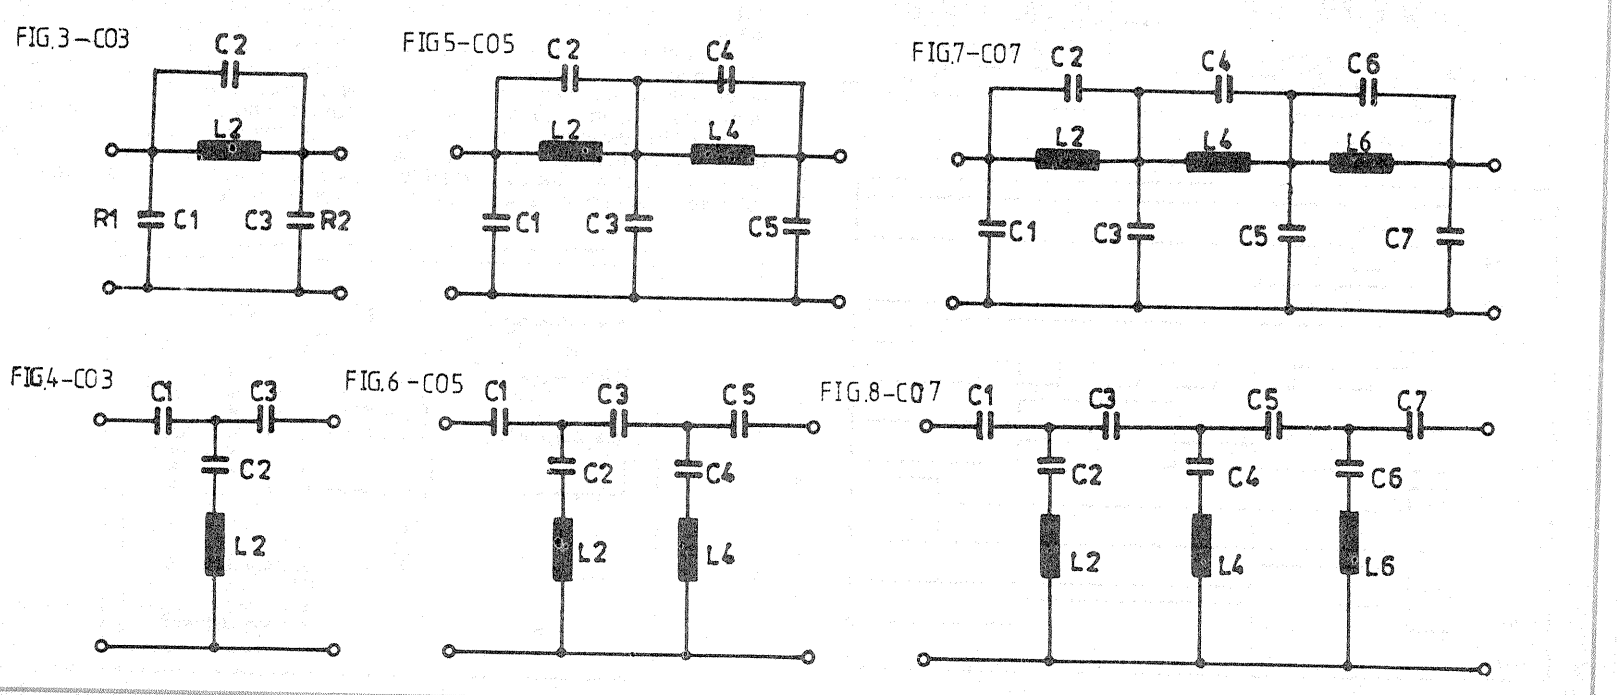 FIG.3-C03
C2
L2
R1
C1
C3
R2
FIG5-C05
C2
C4
L2
L4
C1
C3
C5
FIG.7-C07
C2
C4
C6
L2
L4
L6
C1
C3
C5
C7
FIG.4-C03
C1
C3
C2
L2
FIG.6-C05
C1
C3
C5
C2
C4
L2
L4
FIG.8-C07
C1
C3
C5
C7
C2
C4
C6
L2
L4
L6